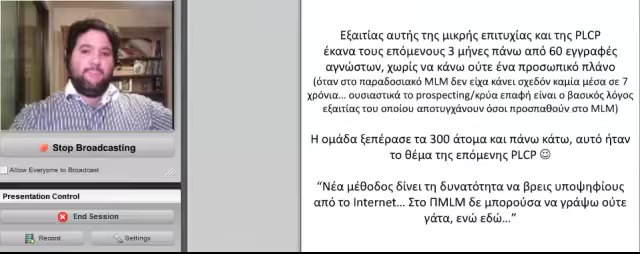 Εξαιτίας αυτής της μικρής επιτυχίας και της PLCP
έκανα τους επόμενους 3 μήνες πάνω από 60 εγγραφές
αγνώστων, χωρίς να κάνω ούτε ένα προσωπικό πλάνο
(όταν στο παραδοσιακό MLM δεν είχα κάνει σχεδόν καμία μέσα σε 7
χρόνια... ουσιαστικά το prospecting/κρύα επαφή είναι ο βασικός λόγος
εξαιτίας του οποίου αποτυγχάνουν όσοι προσπαθούν στο MLM)
Η ομάδα ξεπέρασε τα 300 άτομα και πάνω κάτω, αυτό ήταν
το θέμα της επόμενης PLCP ☺
“Νέα μέθοδος δίνει τη δυνατότητα να βρεις υποψηφίους
από το Internet... Στο ΠMLM δε μπορούσα να γράψω ούτε
γάτα, ενώ εδώ...”
Stop Broadcasting
Allow Everyone to Broadcast
Presentation Control
End Session
Record
Settings